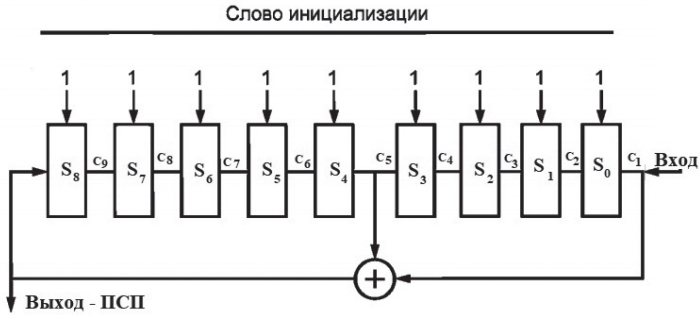 Слово инициализации
1 1 1 1 1 1 1 1 1
S8 C9 S7 C8 S6 C7 S5 C6 S4 C5 S3 C4 S2 C3 S1 C2 S0 C1 Вход
+
Выход - ПСП